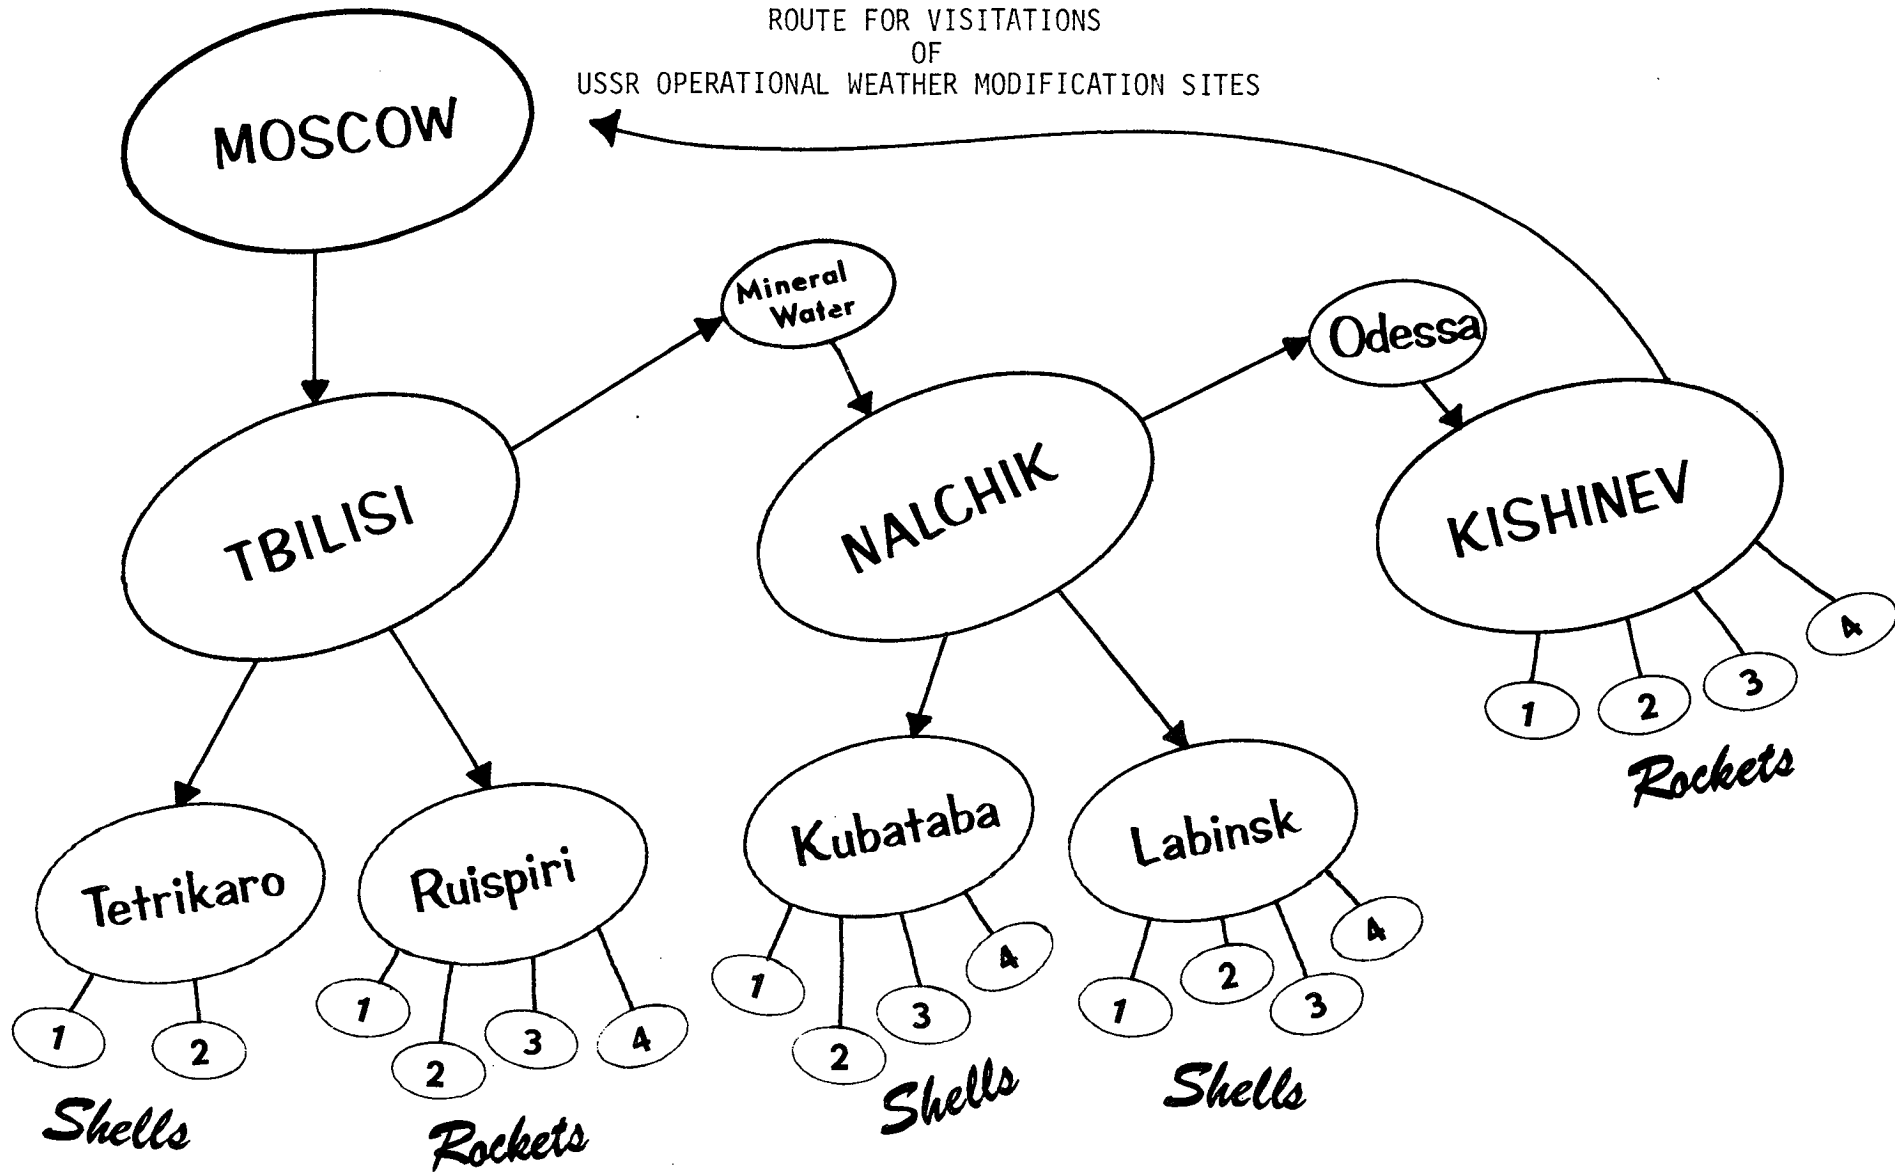 ROUTE FOR VISITATIONS
OF
USSR OPERATIONAL WEATHER MODIFICATION SITES
MOSCOW
Mineral
Water
Odessa
TBILISI
NALCHIK
KISHINEV
1
2
3
4
Rockets
Tetrikaro
1
2
Shells
Ruispiri
1
2
3
4
Rockets
Kubataba
1
2
3
4
Shells
Labinsk
1
2
3
4
Shells